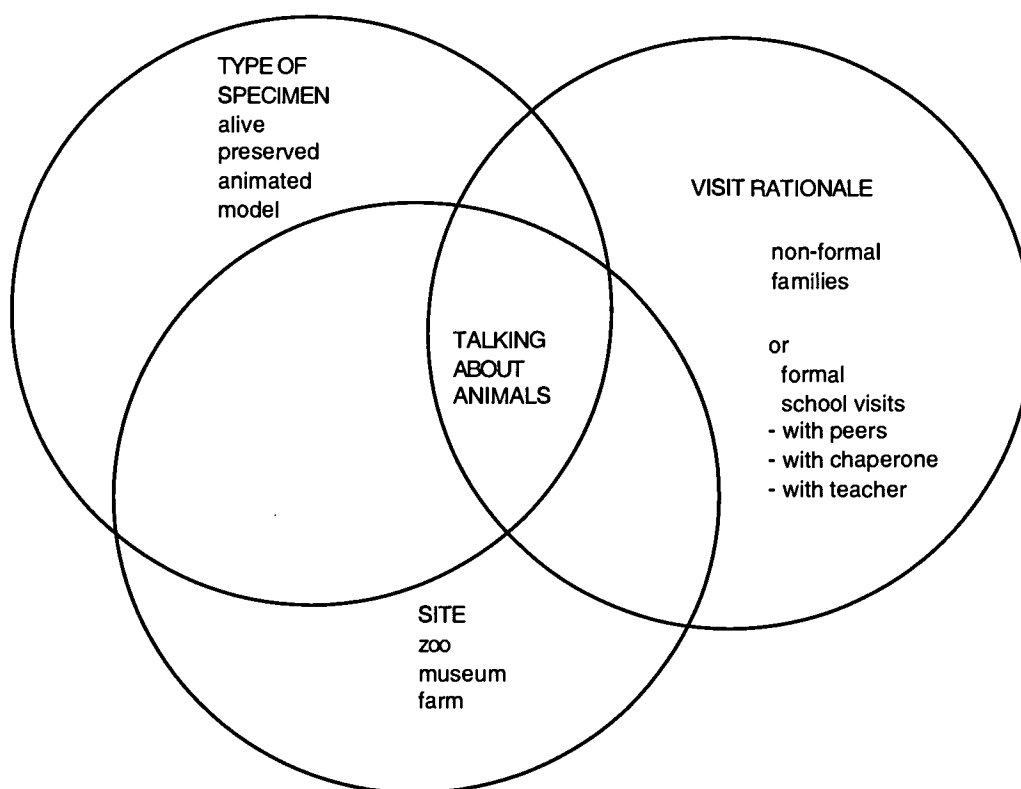 TYPE OF
SPECIMEN
alive
preserved
animated
model
VISIT RATIONALE
non-formal
families
or
formal
school visits
- with peers
- with chaperone
- with teacher
TALKING
ABOUT
ANIMALS
SITE
zoo
museum
farm